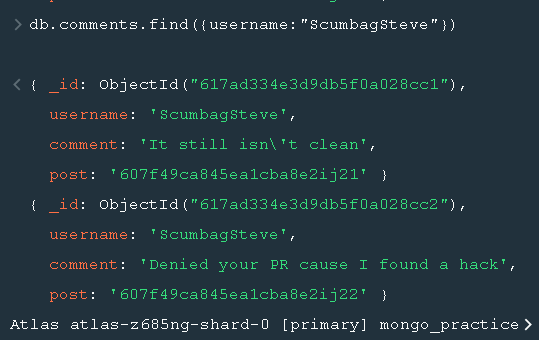 > db.comments.find({username:"ScumbagSteve"})
< { _id: ObjectId("617ad334e3d9db5f0a028cc1"),
username: 'ScumbagSteve',
comment: 'It still isn\'t clean',
post: '607f49ca845ea1cba8e2ij21' }
{ _id: ObjectId("617ad334e3d9db5f0a028cc2"),
username: 'ScumbagSteve',
comment: 'Denied your PR cause I found a hack',
post: '607f49ca845ea1cba8e2ij22' }
Atlas atlas-z685ng-shard-0 [primary] mongo_practice>